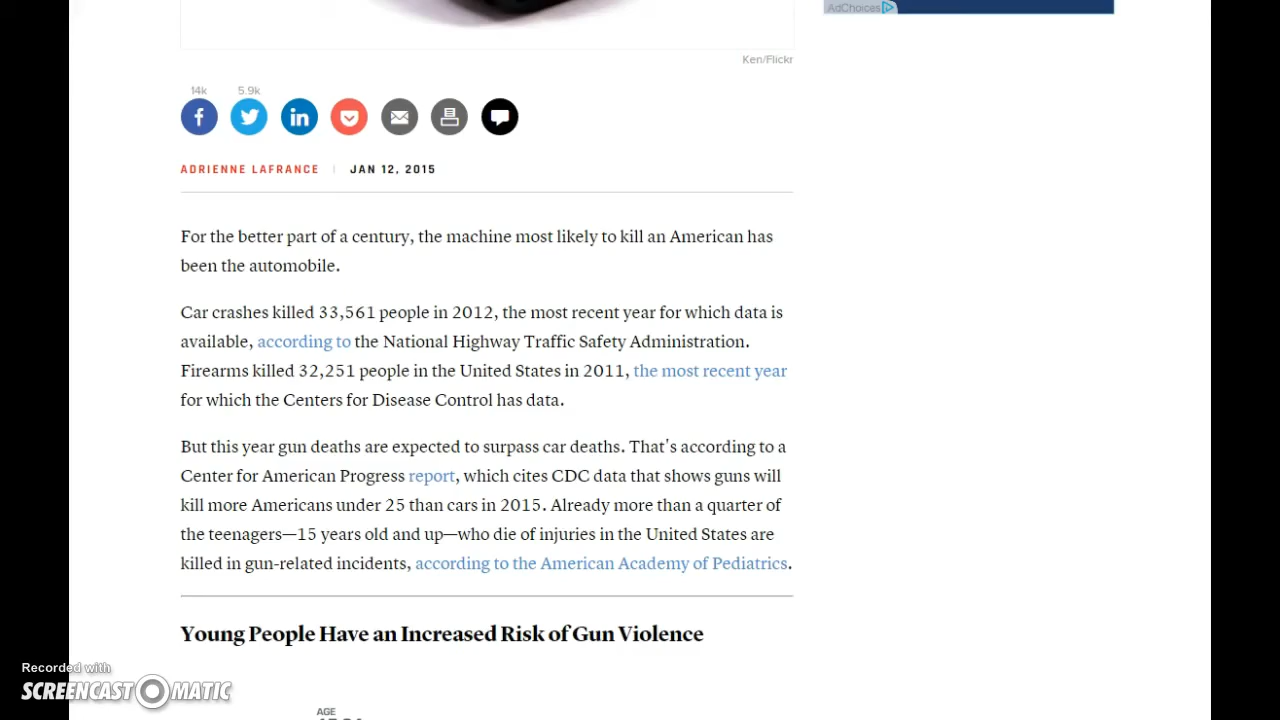 AdChoices
Ken/Flickr
14k 5.9k
ADRIENNE LAFRANCE | JAN 12, 2015
For the better part of a century, the machine most likely to kill an American has
been the automobile.
Car crashes killed 33,561 people in 2012, the most recent year for which data is
available, according to the National Highway Traffic Safety Administration.
Firearms killed 32,251 people in the United States in 2011, the most recent year
for which the Centers for Disease Control has data.
But this year gun deaths are expected to surpass car deaths. That's according to a
Center for American Progress report, which cites CDC data that shows guns will
kill more Americans under 25 than cars in 2015. Already more than a quarter of
the teenagers—15 years old and up—who die of injuries in the United States are
killed in gun-related incidents, according to the American Academy of Pediatrics.
Young People Have an Increased Risk of Gun Violence
Recorded with
SCREENCAST-O-MATIC
AGE